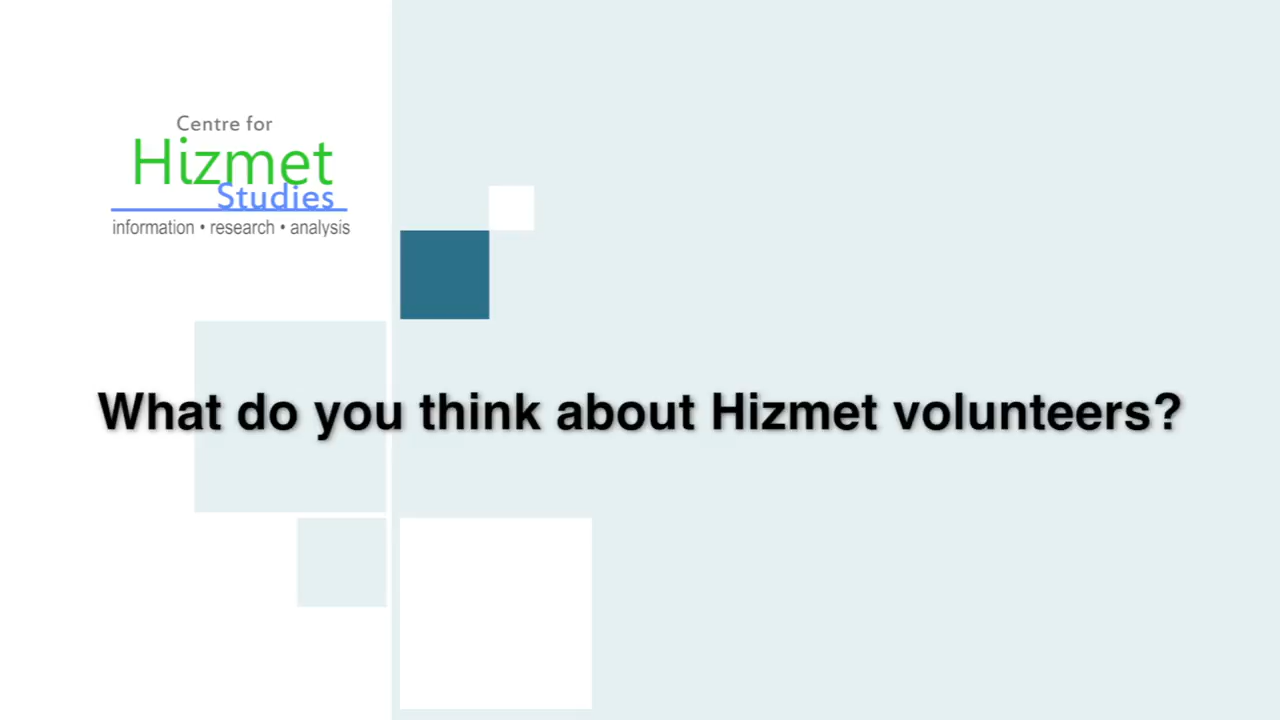 Centre for
Hizmet
Studies
information • research • analysis
What do you think about Hizmet volunteers?